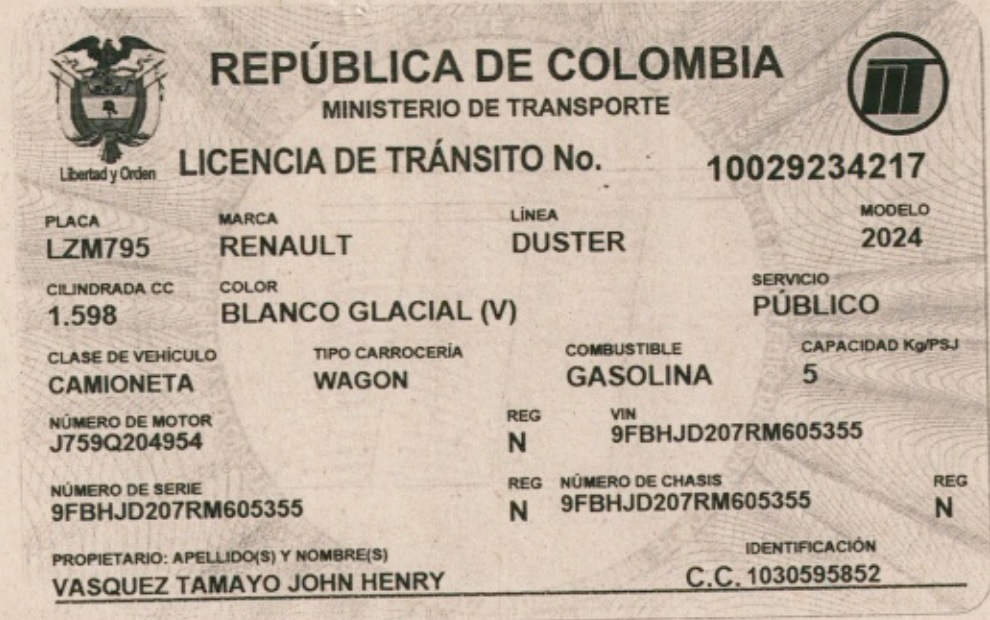 REPÚBLICA DE COLOMBIA
MINISTERIO DE TRANSPORTE
Libertad y Orden
LICENCIA DE TRÁNSITO No. 10029234217
PLACA MARCA LÍNEA MODELO
LZM795 RENAULT DUSTER 2024
CILINDRADA CC COLOR SERVICIO
1.598 BLANCO GLACIAL (V) PÚBLICO
CLASE DE VEHÍCULO TIPO CARROCERÍA COMBUSTIBLE CAPACIDAD Kg/PSJ
CAMIONETA WAGON GASOLINA 5
NÚMERO DE MOTOR REG VIN
J759Q204954 N 9FBHJD207RM605355
NÚMERO DE SERIE REG NÚMERO DE CHASIS REG
9FBHJD207RM605355 N 9FBHJD207RM605355 N
PROPIETARIO: APELLIDO(S) Y NOMBRE(S) IDENTIFICACIÓN
VASQUEZ TAMAYO JOHN HENRY C.C. 1030595852